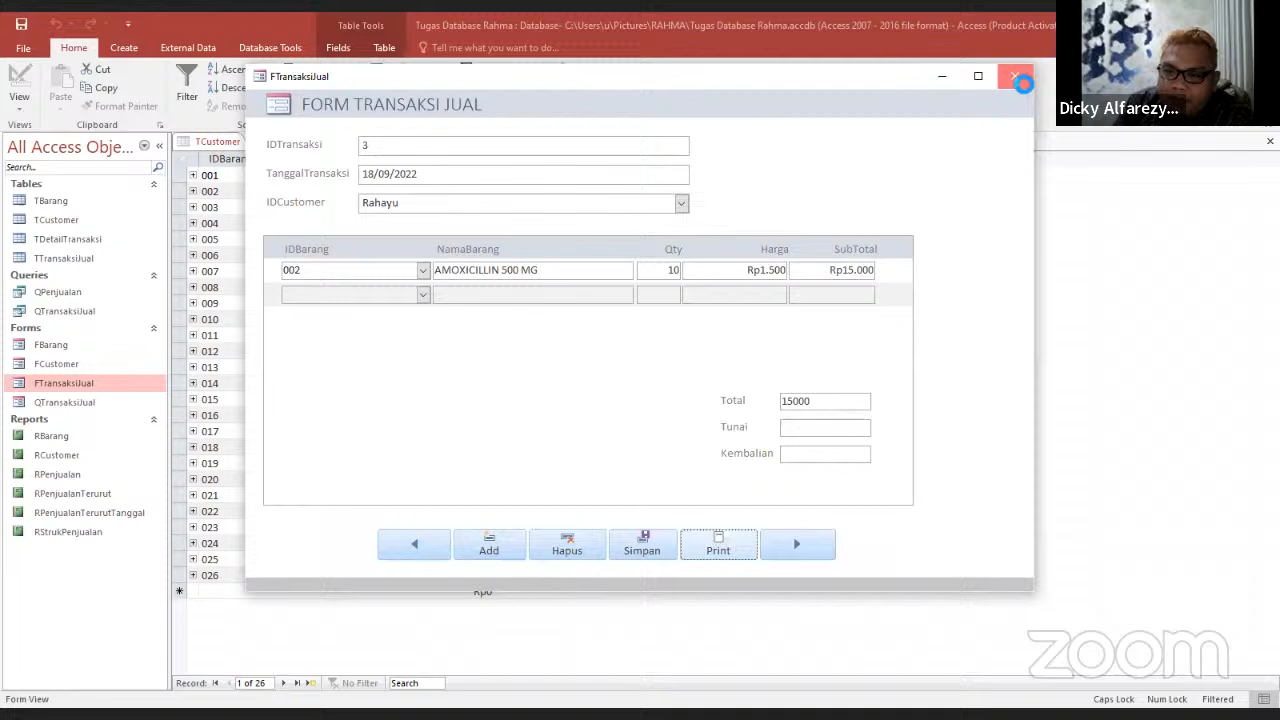 Table Tools
Tugas Database Rahma : Database- C:\Users\u\Pictures\RAHMA\Tugas Database Rahma.accdb (Access 2007 - 2016 file format) - Access (Product Activat
File
Home
Create
External Data
Database Tools
Fields
Table
Tell me what you want to do...
View
Paste
Cut
Copy
Format Painter
Filter
Ascen
Desce
Remo
Views
Clipboard
FTransaksiJual
FORM TRANSAKSI JUAL
Dicky Alfarezy...
All Access Obje...
Search...
Tables
TBarang
TCustomer
TDetailTransaksi
TTransaksiJual
Queries
QPenjualan
QTransaksiJual
Forms
FBarang
FCustomer
FTransaksiJual
QTransaksiJual
Reports
RBarang
RCustomer
RPenjualan
RPenjualanTerurut
RPenjualanTerurutTanggal
RStrukPenjualan
TCustomer
IDBaran
001
002
003
004
005
006
007
008
009
010
011
012
013
014
015
016
017
018
019
020
021
022
023
024
025
026
Rp0
IDTransaksi 3
TanggalTransaksi 18/09/2022
IDCustomer Rahayu
IDBarang NamaBarang Qty Harga SubTotal
002 AMOXICILLIN 500 MG 10 Rp1.500 Rp15.000
Total 15000
Tunai
Kembalian
Add
Hapus
Simpan
Print
zoom
Record: 1 of 26 No Filter Search
Form View
Caps Lock Num Lock Filtered